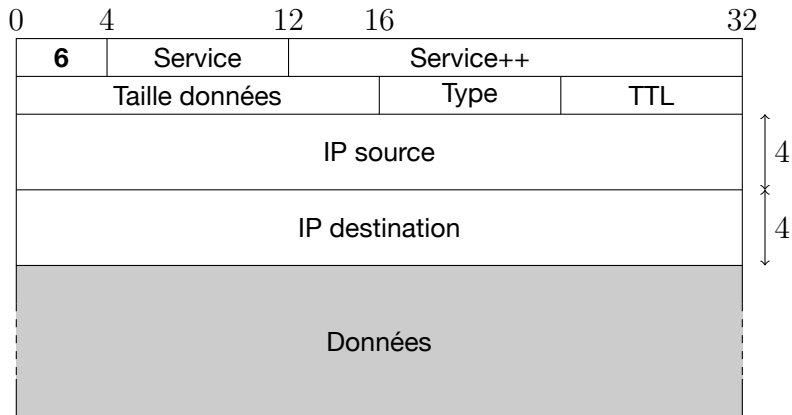 0 4 12 16 32
6 Service Service++
Taille données Type TTL
IP source 4
IP destination 4
Données